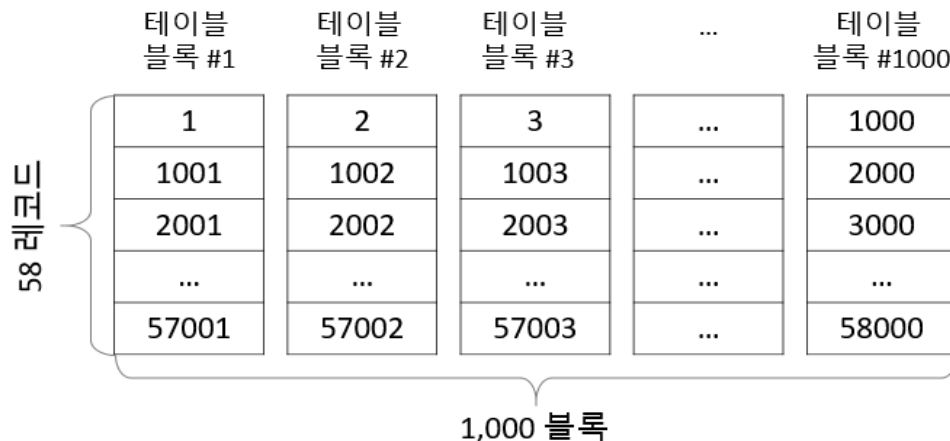 테이블
블록 #1
테이블
블록 #2
테이블
블록 #3
...
테이블
블록 #1000
58 레코드
1 2 3 ... 1000
1001 1002 1003 ... 2000
2001 2002 2003 ... 3000
... ... ... ... ...
57001 57002 57003 ... 58000
1,000 블록